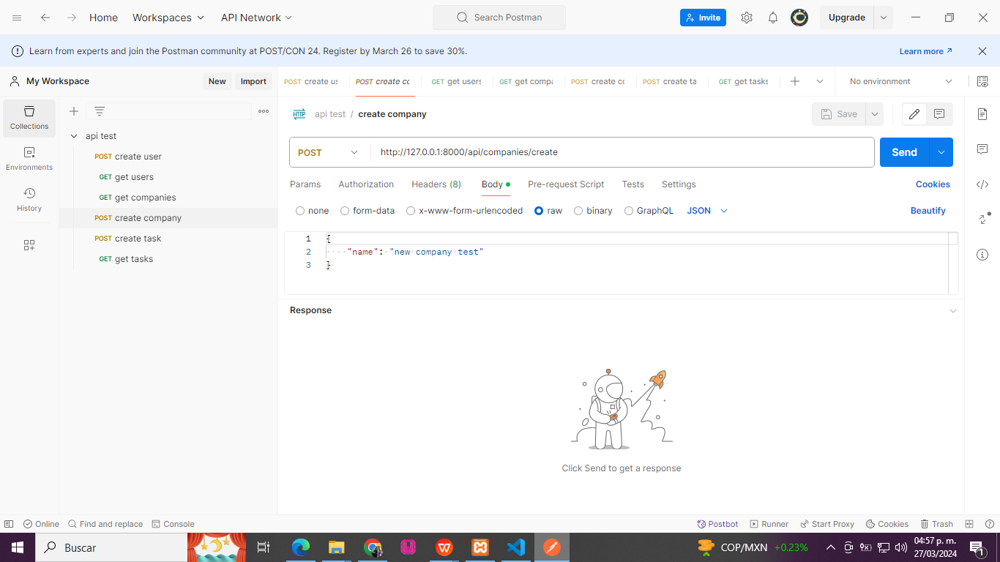 Home Workspaces API Network Search Postman Invite Upgrade
Learn from experts and join the Postman community at POST/CON 24. Register by March 26 to save 30%. Learn more
My Workspace New Import
POST create us POST create co GET get users GET get compa POST create co POST create ta GET get tasks No environment
Collections
Environments
History
api test
POST create user
GET get users
GET get companies
POST create company
POST create task
GET get tasks
HTTP api test / create company Save
POST http://127.0.0.1:8000/api/companies/create Send
Params Authorization Headers (8) Body Pre-request Script Tests Settings Cookies
none form-data x-www-form-urlencoded raw binary GraphQL JSON Beautify
1 {
2 "name": "new company test"
3 }
Response
Click Send to get a response
Online Find and replace Console Postbot Runner Start Proxy Cookies Trash
Buscar COP/MXN +0.23% 04:57 p. m.
27/03/2024 1